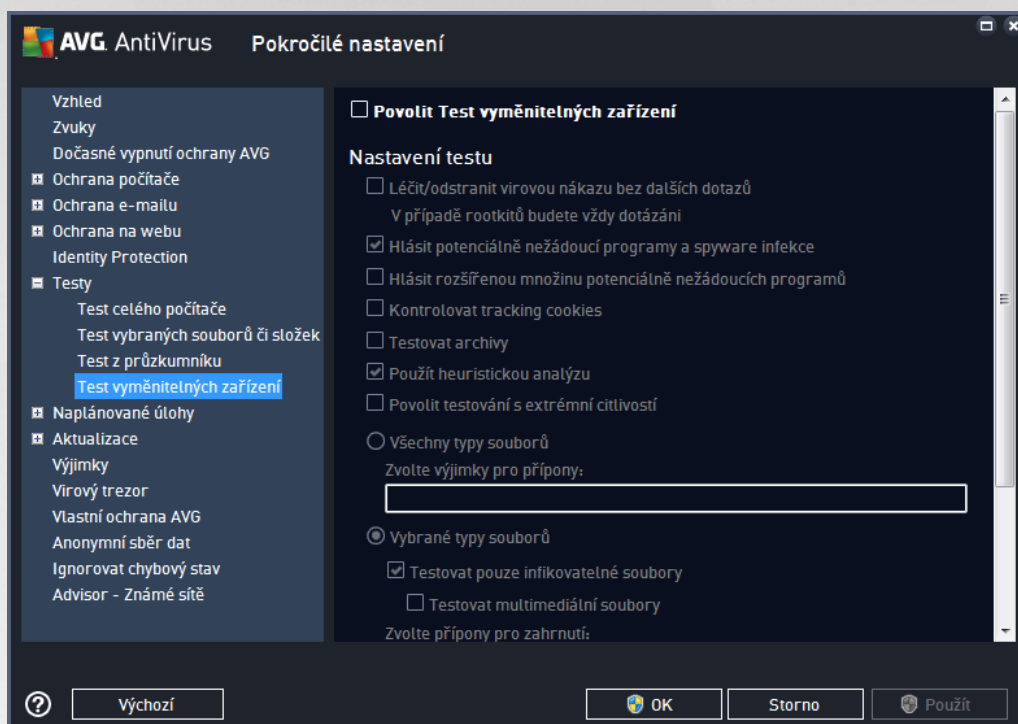 AVG. AntiVirus Pokročilé nastavení
Vzhled
Zvuky
Dočasné vypnutí ochrany AVG
Ochrana počítače
Ochrana e-mailu
Ochrana na webu
Identity Protection
Testy
Test celého počítače
Test vybraných souborů či složek
Test z průzkumníku
Test vyměnitelných zařízení
Naplánované úlohy
Aktualizace
Výjimky
Virový trezor
Vlastní ochrana AVG
Anonymní sběr dat
Ignorovat chybový stav
Advisor - Známé sítě
Povolit Test vyměnitelných zařízení
Nastavení testu
Léčit/odstranit virovou nákazu bez dalších dotazů
V případě rootkitů budete vždy dotázáni
Hlásit potenciálně nežádoucí programy a spyware infekce
Hlásit rozšířenou množinu potenciálně nežádoucích programů
Kontrolovat tracking cookies
Testovat archivy
Použít heuristickou analýzu
Povolit testování s extrémní citlivostí
Všechny typy souborů
Zvolte výjimky pro přípony:
Vybrané typy souborů
Testovat pouze infikovatelné soubory
Testovat multimediální soubory
Zvolte přípony pro zahrnutí:
Výchozí
OK
Storno
Použít